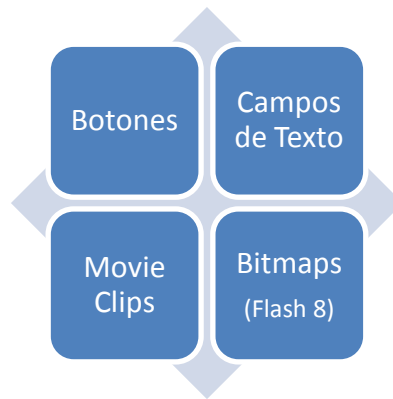 Botones
Campos
de Texto
Movie
Clips
Bitmaps
(Flash 8)